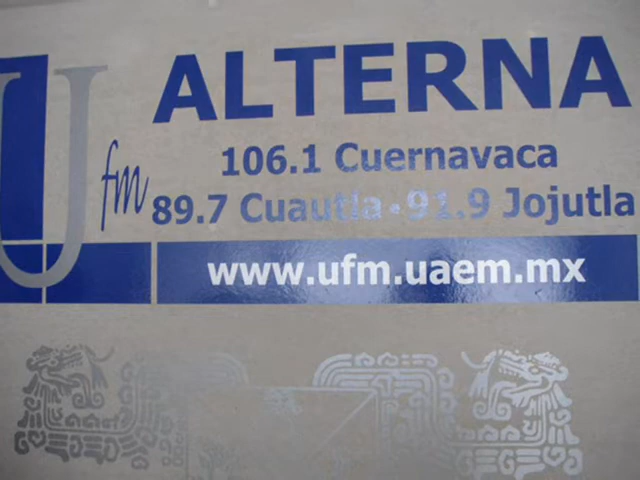 U fm
ALTERNA
106.1 Cuernavaca
89.7 Cuautla • 91.9 Jojutla
www.ufm.uaem.mx